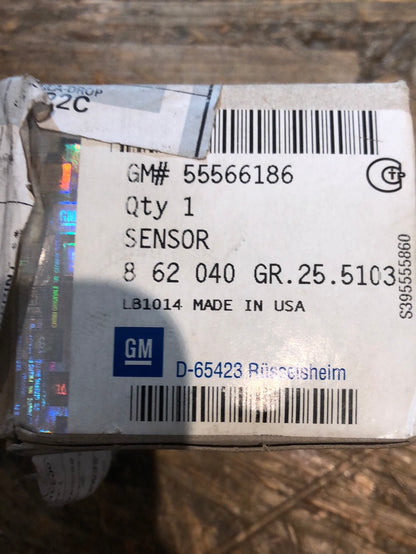 22C
GM# 55566186
Qty 1
SENSOR
8 62 040 GR.25.5103
LB1014 MADE IN USA
GM
D-65423 Rüsselsheim
S395555860